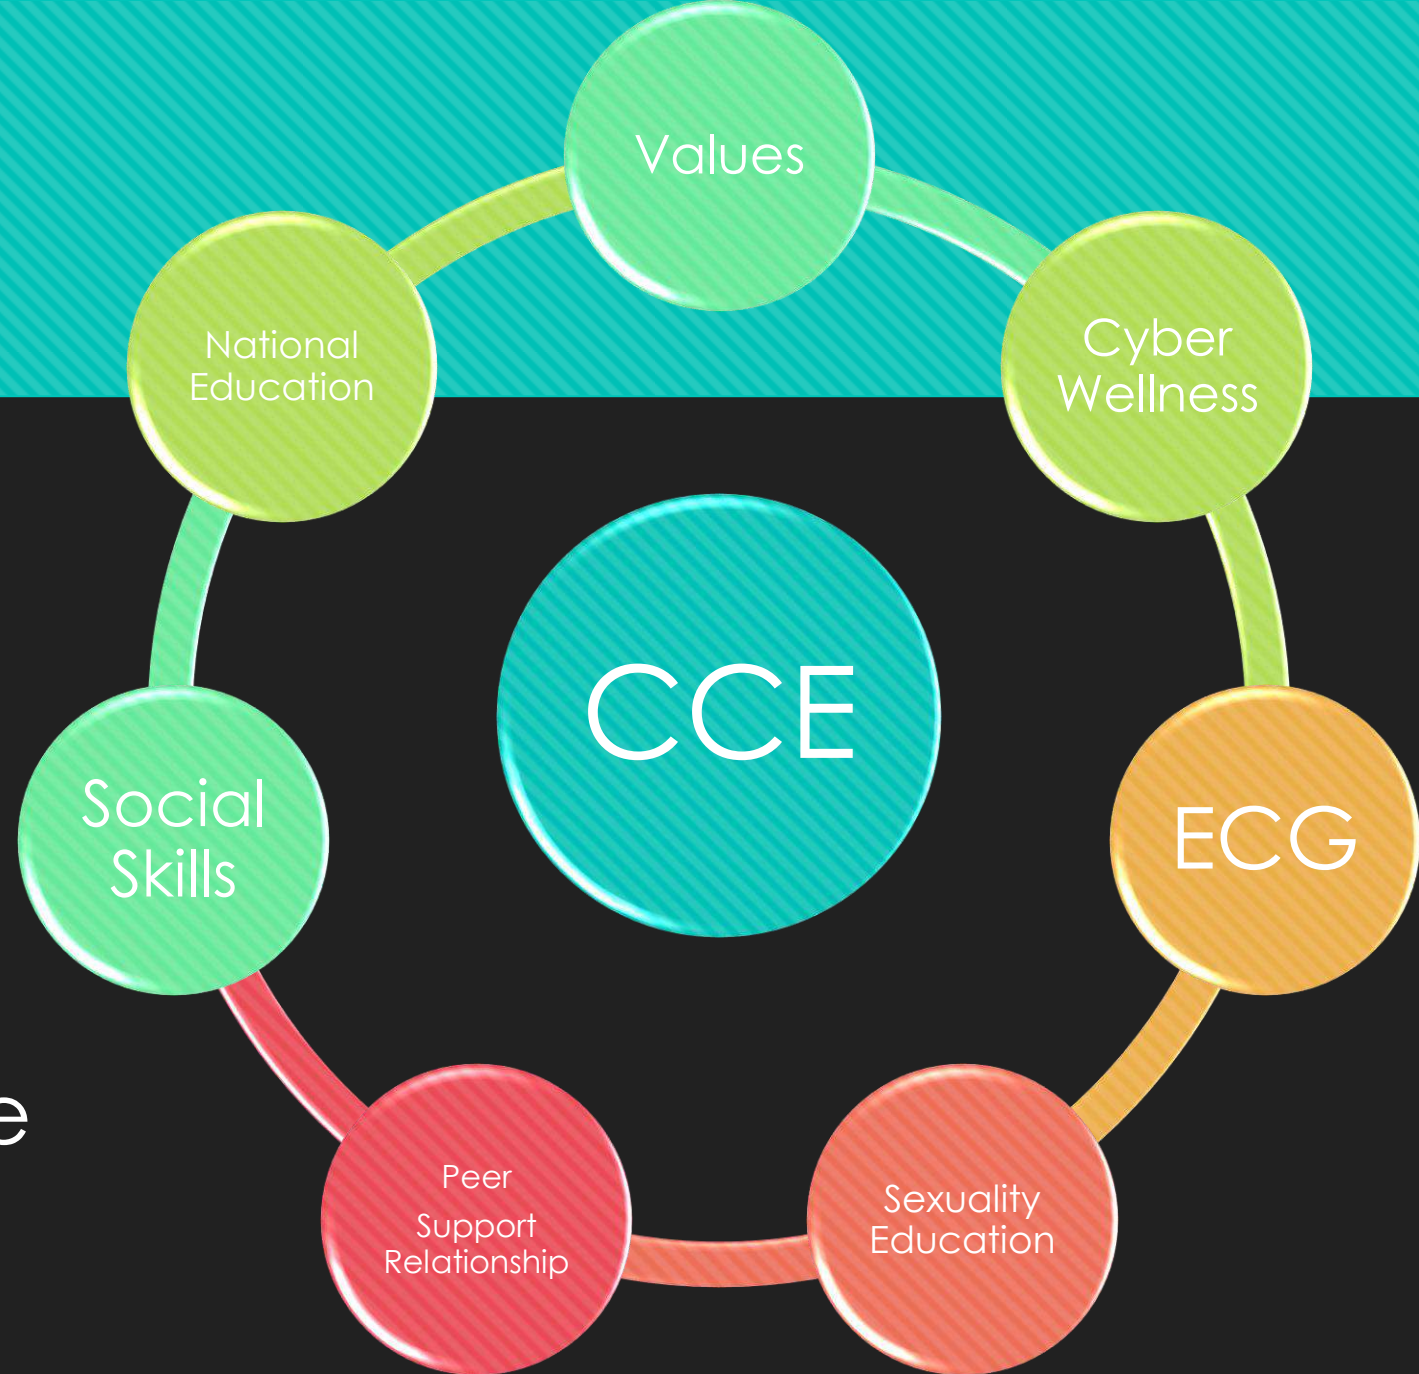 Values
Cyber
Wellness
ECG
Sexuality
Education
Peer
Support
Relationship
Social
Skills
National
Education
CCE
e